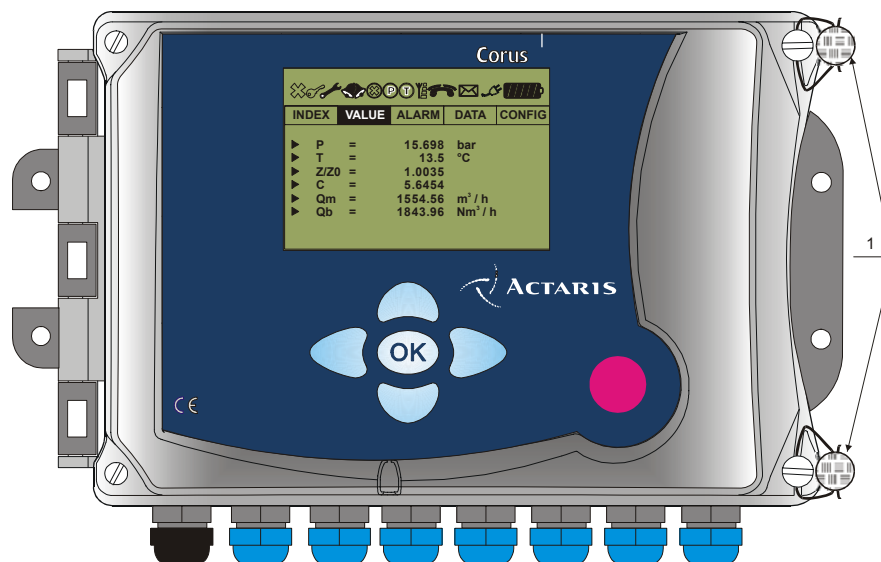 Corus
P T
INDEX VALUE ALARM DATA CONFIG
P = 15.698 bar
T = 13.5 °C
Z/Z0 = 1.0035
C = 5.6454
Qm = 1554.56 m³ / h
Qb = 1843.96 Nm³ / h
1
ACTARIS
OK
CE